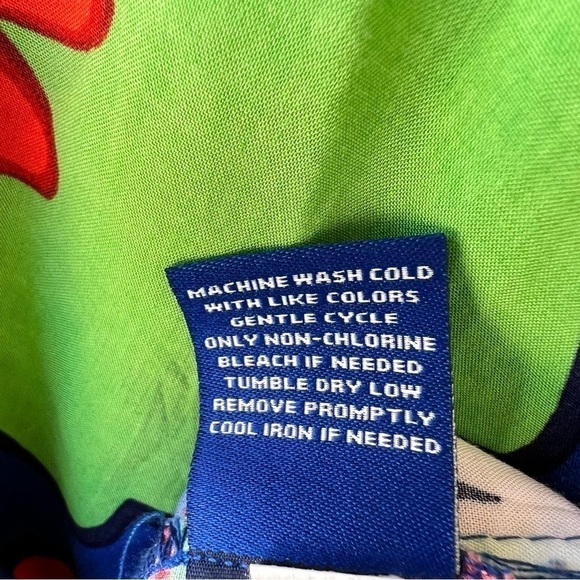 MACHINE WASH COLD
WITH LIKE COLORS
GENTLE CYCLE
ONLY NON-CHLORINE
BLEACH IF NEEDED
TUMBLE DRY LOW
REMOVE PROMPTLY
COOL IRON IF NEEDED